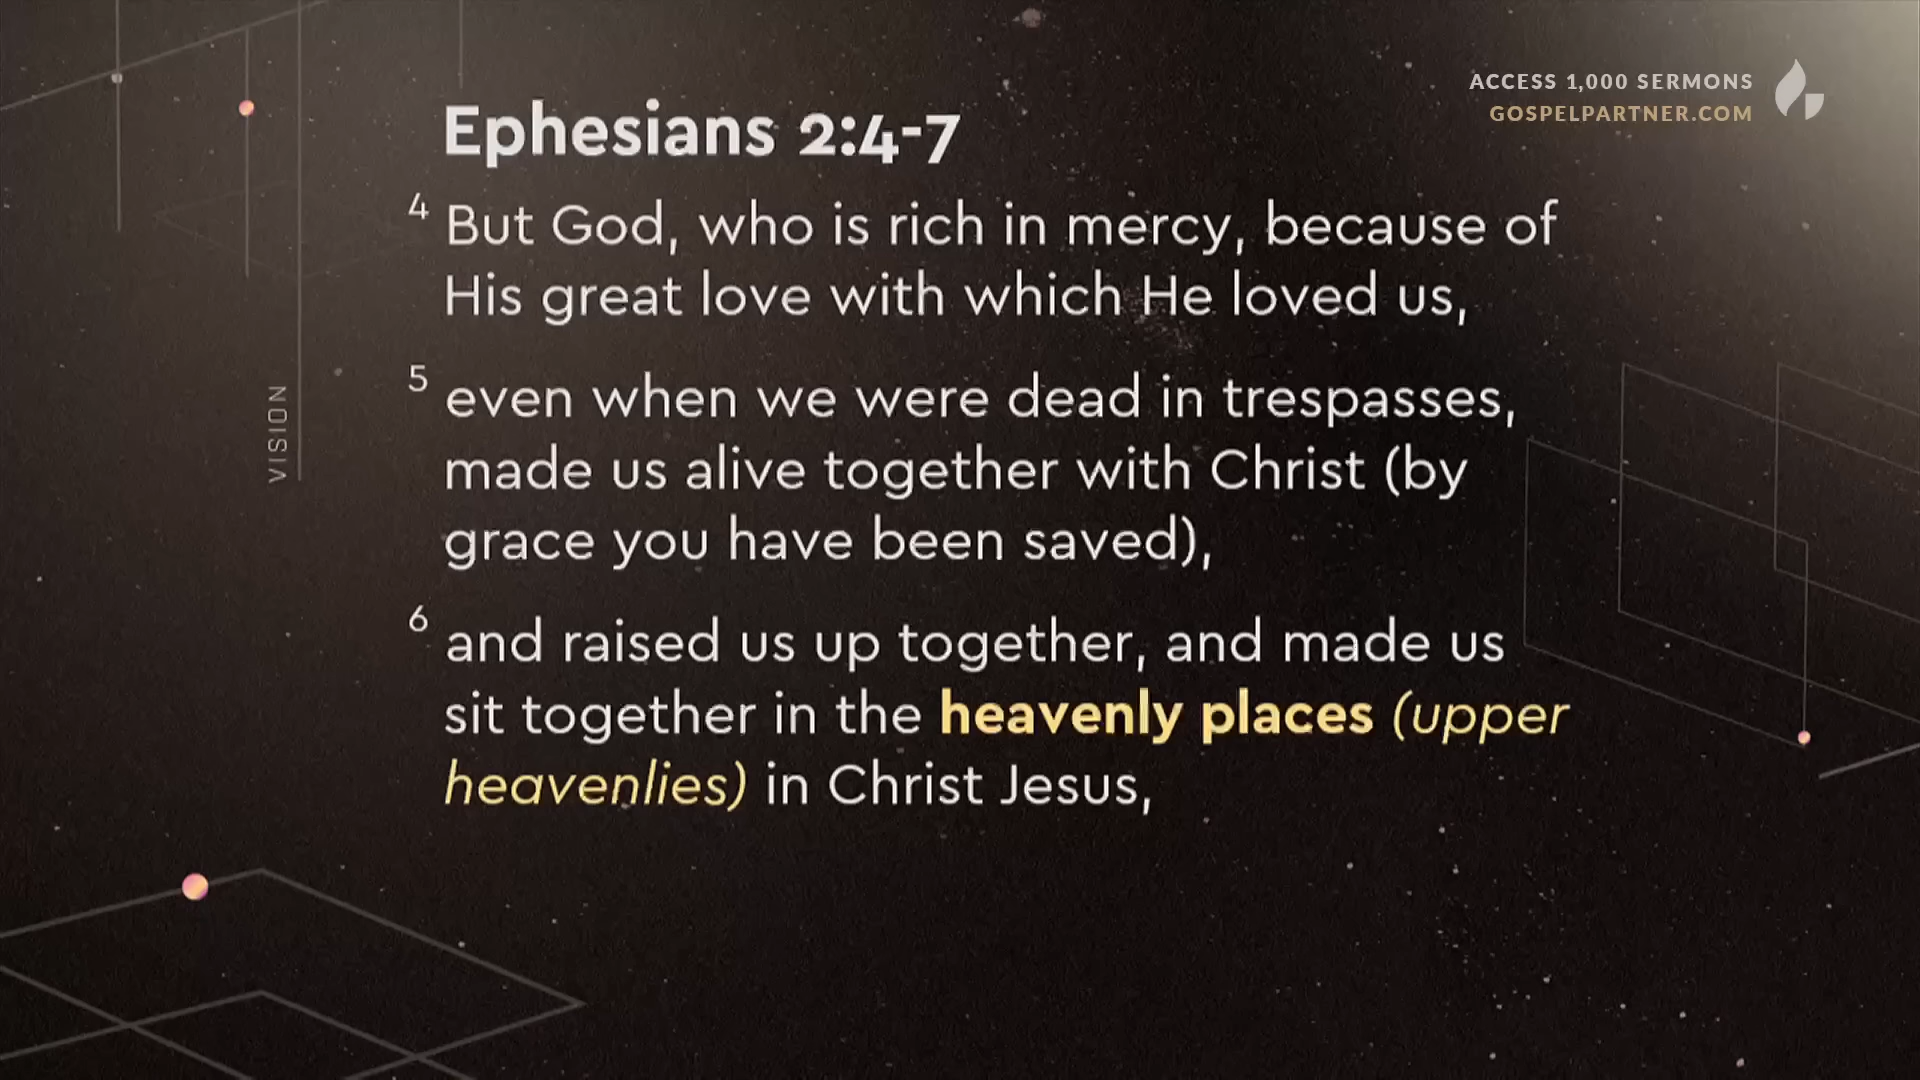 ACCESS 1,000 SERMONS
GOSPELPARTNER.COM
Ephesians 2:4-7
4 But God, who is rich in mercy, because of
His great love with which He loved us,
5 even when we were dead in trespasses,
made us alive together with Christ (by
grace you have been saved),
6 and raised us up together, and made us
sit together in the heavenly places (upper
heavenlies) in Christ Jesus,
VISION